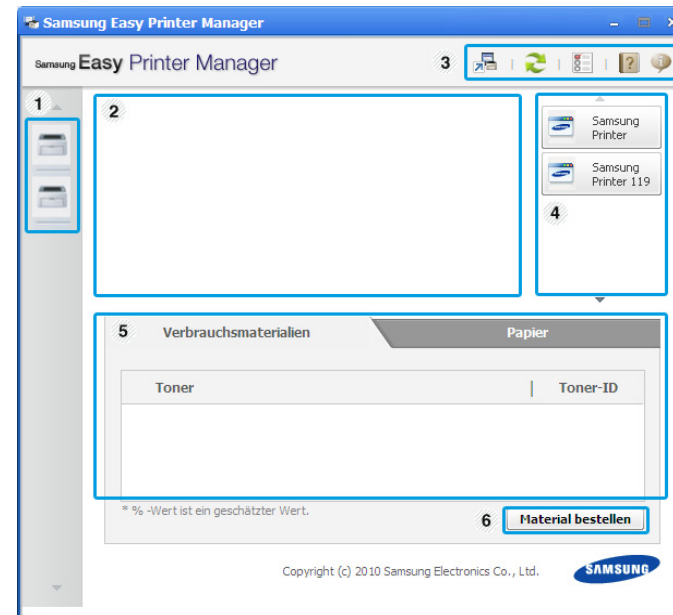 Samsung Easy Printer Manager
Samsung Easy Printer Manager
3
1
2
Samsung
Printer
Samsung
Printer 119
4
5 Verbrauchsmaterialien Papier
Toner Toner-ID
* % -Wert ist ein geschätzter Wert.
6 Material bestellen
Copyright (c) 2010 Samsung Electronics Co., Ltd.
SAMSUNG